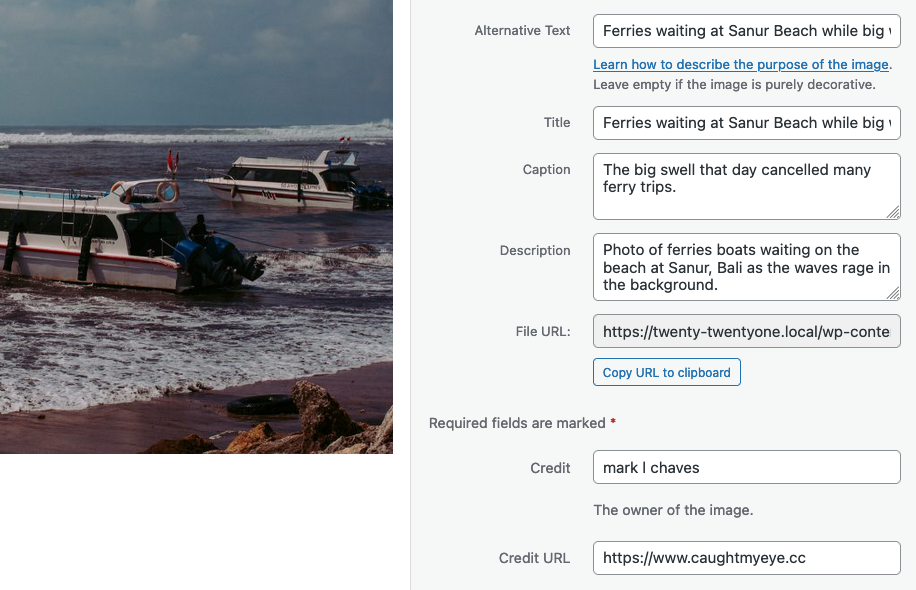 Alternative Text
Ferries waiting at Sanur Beach while big
Learn how to describe the purpose of the image.
Leave empty if the image is purely decorative.
Title
Ferries waiting at Sanur Beach while big
Caption
The big swell that day cancelled many
ferry trips.
Description
Photo of ferries boats waiting on the
beach at Sanur, Bali as the waves rage in
the background.
File URL:
https://twenty-twentyone.local/wp-conte
Copy URL to clipboard
Required fields are marked *
Credit
mark l chaves
The owner of the image.
Credit URL
https://www.caughtmyeye.cc